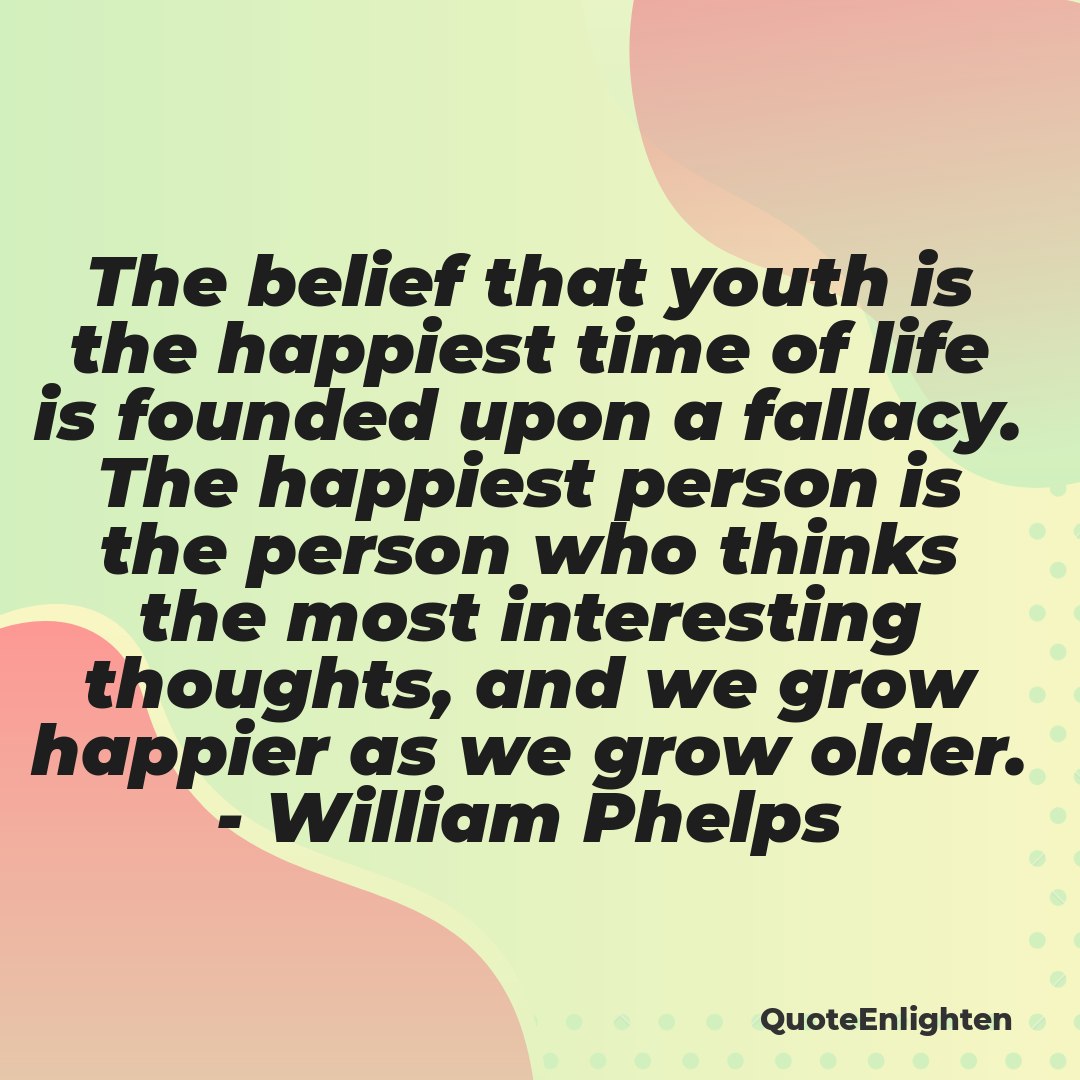 The belief that youth is
the happiest time of life
is founded upon a fallacy.
The happiest person is
the person who thinks
the most interesting
thoughts, and we grow
happier as we grow older.
- William Phelps
QuoteEnlighten